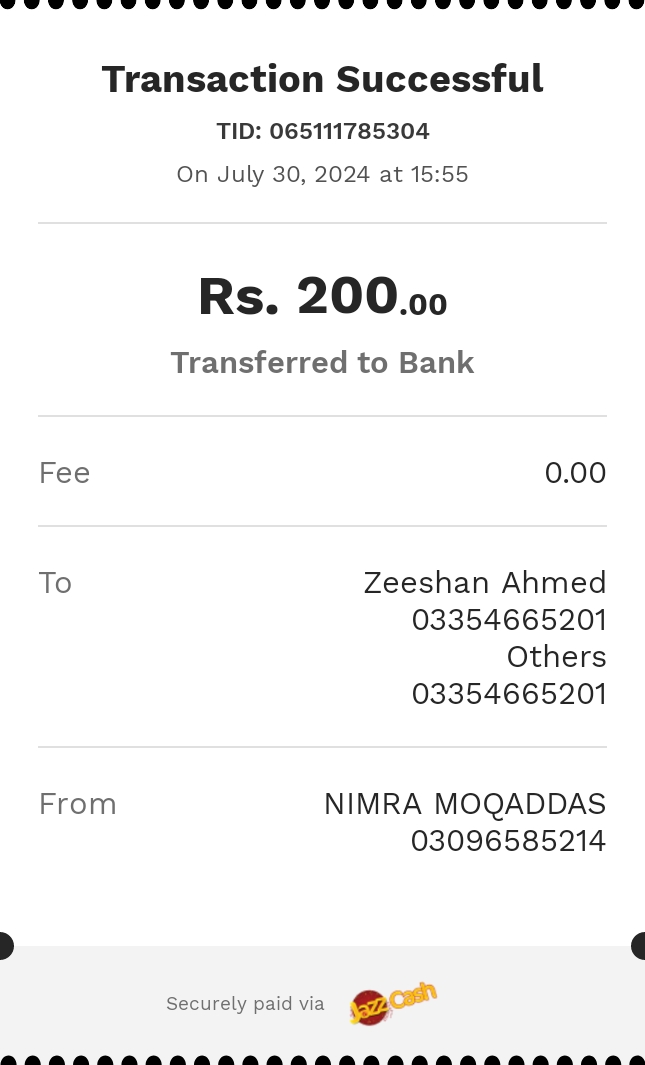 Transaction Successful
TID: 065111785304
On July 30, 2024 at 15:55
Rs. 200.00
Transferred to Bank
Fee 0.00
To Zeeshan Ahmed
03354665201
Others
03354665201
From NIMRA MOQADDAS
03096585214
Securely paid via JazzCash